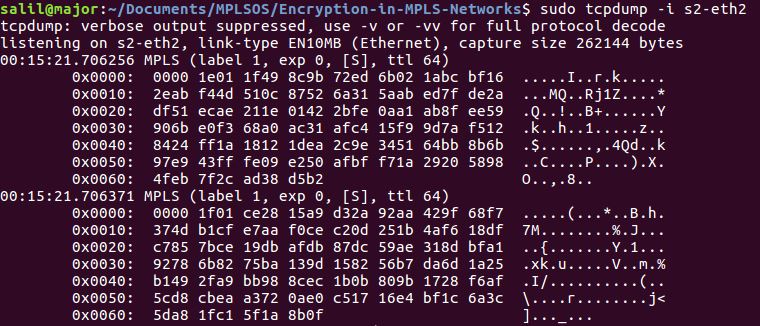 salil@major:~/Documents/MPLSOS/Encryption-in-MPLS-Networks$ sudo tcpdump -i s2-eth2
tcpdump: verbose output suppressed, use -v or -vv for full protocol decode
listening on s2-eth2, link-type EN10MB (Ethernet), capture size 262144 bytes
00:15:21.706256 MPLS (label 1, exp 0, [S], ttl 64)
0x0000: 0000 1e01 1f49 8c9b 72ed 6b02 1abc bf16 .....I..r.k.....
0x0010: 2eab f44d 510c 8752 6a31 5aab ed7f de2a ...MQ..Rj1Z....*
0x0020: df51 ecae 211e 0142 2bfe 0aa1 ab8f ee59 .Q..!..B+......Y
0x0030: 906b e0f3 68a0 ac31 afc4 15f9 9d7a f512 .k..h..1.....z..
0x0040: 8424 ff1a 1812 1dea 2c9e 3451 64bb 8b6b .$......,.4Qd..k
0x0050: 97e9 43ff fe09 e250 afbf f71a 2920 5898 ..C....P....).X.
0x0060: 4feb 7f2c ad38 d5b2 O..,.8..
00:15:21.706371 MPLS (label 1, exp 0, [S], ttl 64)
0x0000: 0000 1f01 ce28 15a9 d32a 92aa 429f 68f7 .....(...*..B.h.
0x0010: 374d b1cf e7aa f0ce c20d 251b 4af6 18df 7M........%.J...
0x0020: c785 7bce 19db afdb 87dc 59ae 318d bfa1 ..{.......Y.1...
0x0030: 9278 6b82 75ba 139d 1582 56b7 da6d 1a25 .xk.u.....V..m.%
0x0040: b149 2fa9 bb98 8cec 1b0b 809b 1728 f6af .I/..........(..
0x0050: 5cd8 cbea a372 0ae0 c517 16e4 bf1c 6a3c \....r........j<
0x0060: 5da8 1fc1 5f1a 8b0f ]..._...